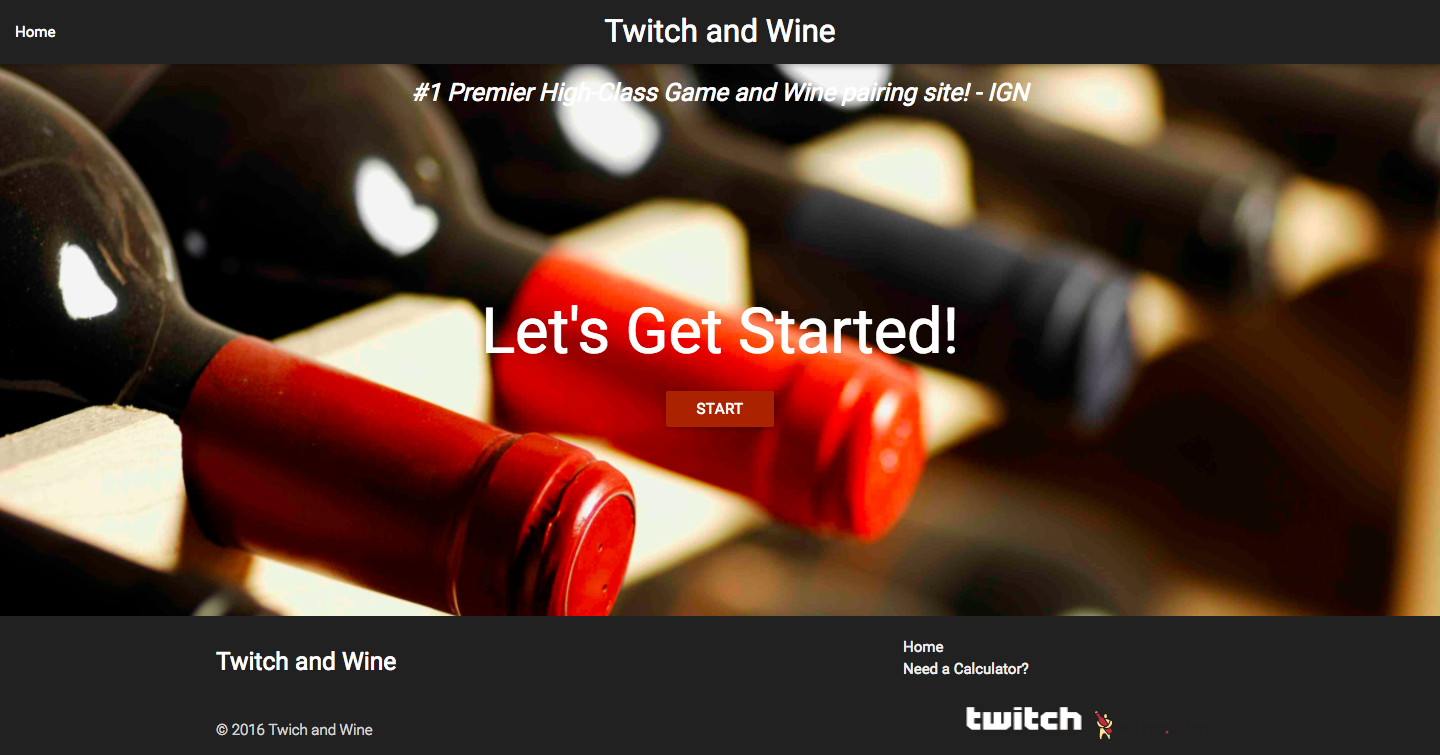 Home
Twitch and Wine
#1 Premier High-Class Game and Wine pairing site! - IGN
Let's Get Started!
START
Twitch and Wine
Home
Need a Calculator?
twitch
© 2016 Twich and Wine